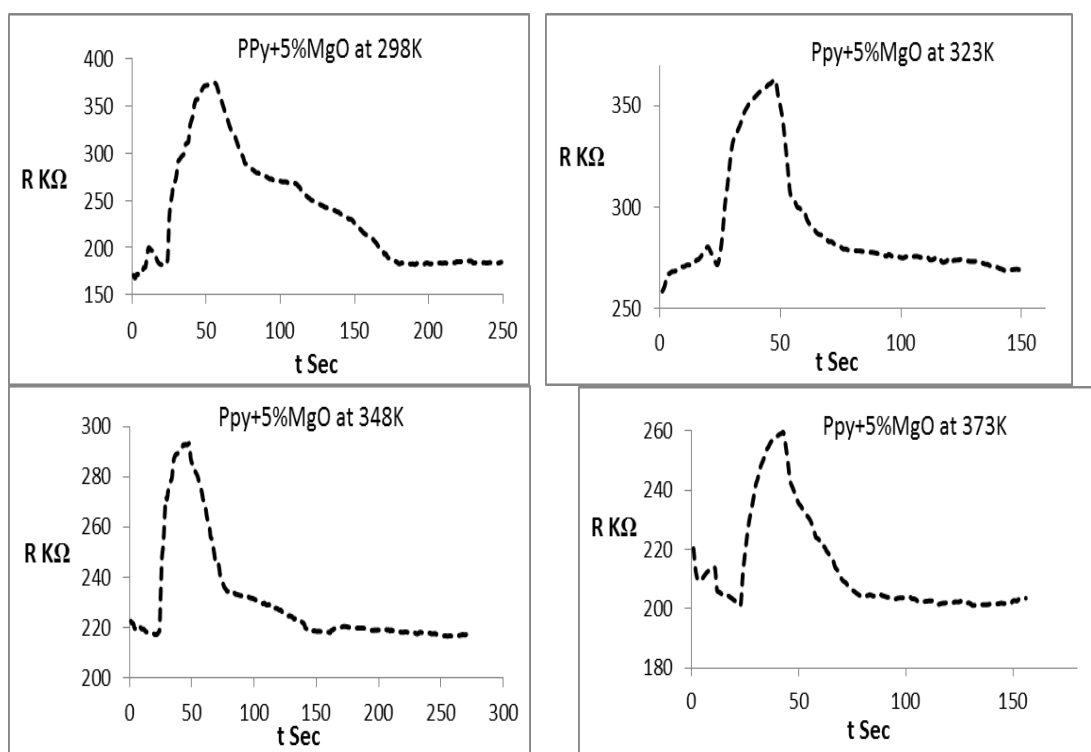 PPy+5%MgO at 298K
400
350
300
250
200
150
R KΩ
0 50 100 150 200 250
t Sec
Ppy+5%MgO at 323K
350
300
250
R KΩ
0 50 100 150
t Sec
Ppy+5%MgO at 348K
300
280
260
240
220
200
R KΩ
0 50 100 150 200 250 300
t Sec
Ppy+5%MgO at 373K
260
240
220
200
180
R KΩ
0 50 100 150
t Sec